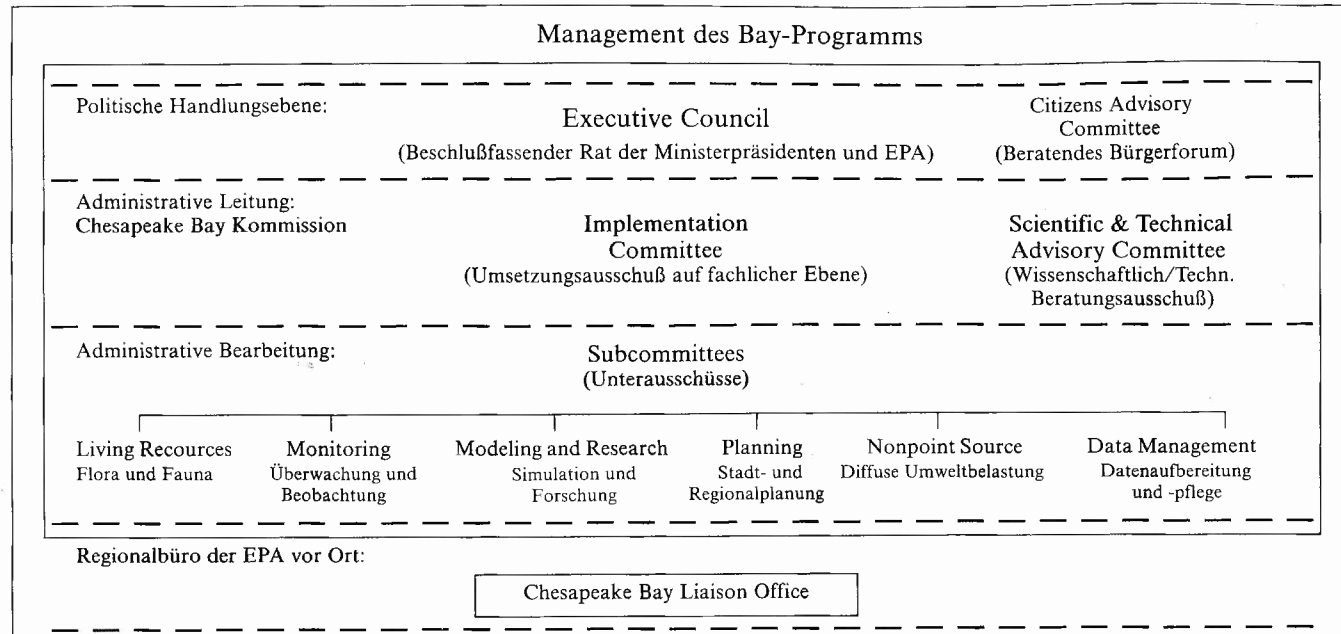 Management des Bay-Programms
Politische Handlungsebene:
Executive Council
(Beschlußfassender Rat der Ministerpräsidenten und EPA)
Citizens Advisory
Committee
(Beratendes Bürgerforum)
Administrative Leitung:
Chesapeake Bay Kommission
Implementation
Committee
(Umsetzungsausschuß auf fachlicher Ebene)
Scientific & Technical
Advisory Committee
(Wissenschaftlich/Techn.
Beratungsausschuß)
Administrative Bearbeitung:
Subcommittees
(Unterausschüsse)
Living Recources
Flora und Fauna
Monitoring
Überwachung und
Beobachtung
Modeling and Research
Simulation und
Forschung
Planning
Stadt- und
Regionalplanung
Nonpoint Source
Diffuse Umweltbelastung
Data Management
Datenaufbereitung
und -pflege
Regionalbüro der EPA vor Ort:
Chesapeake Bay Liaison Office